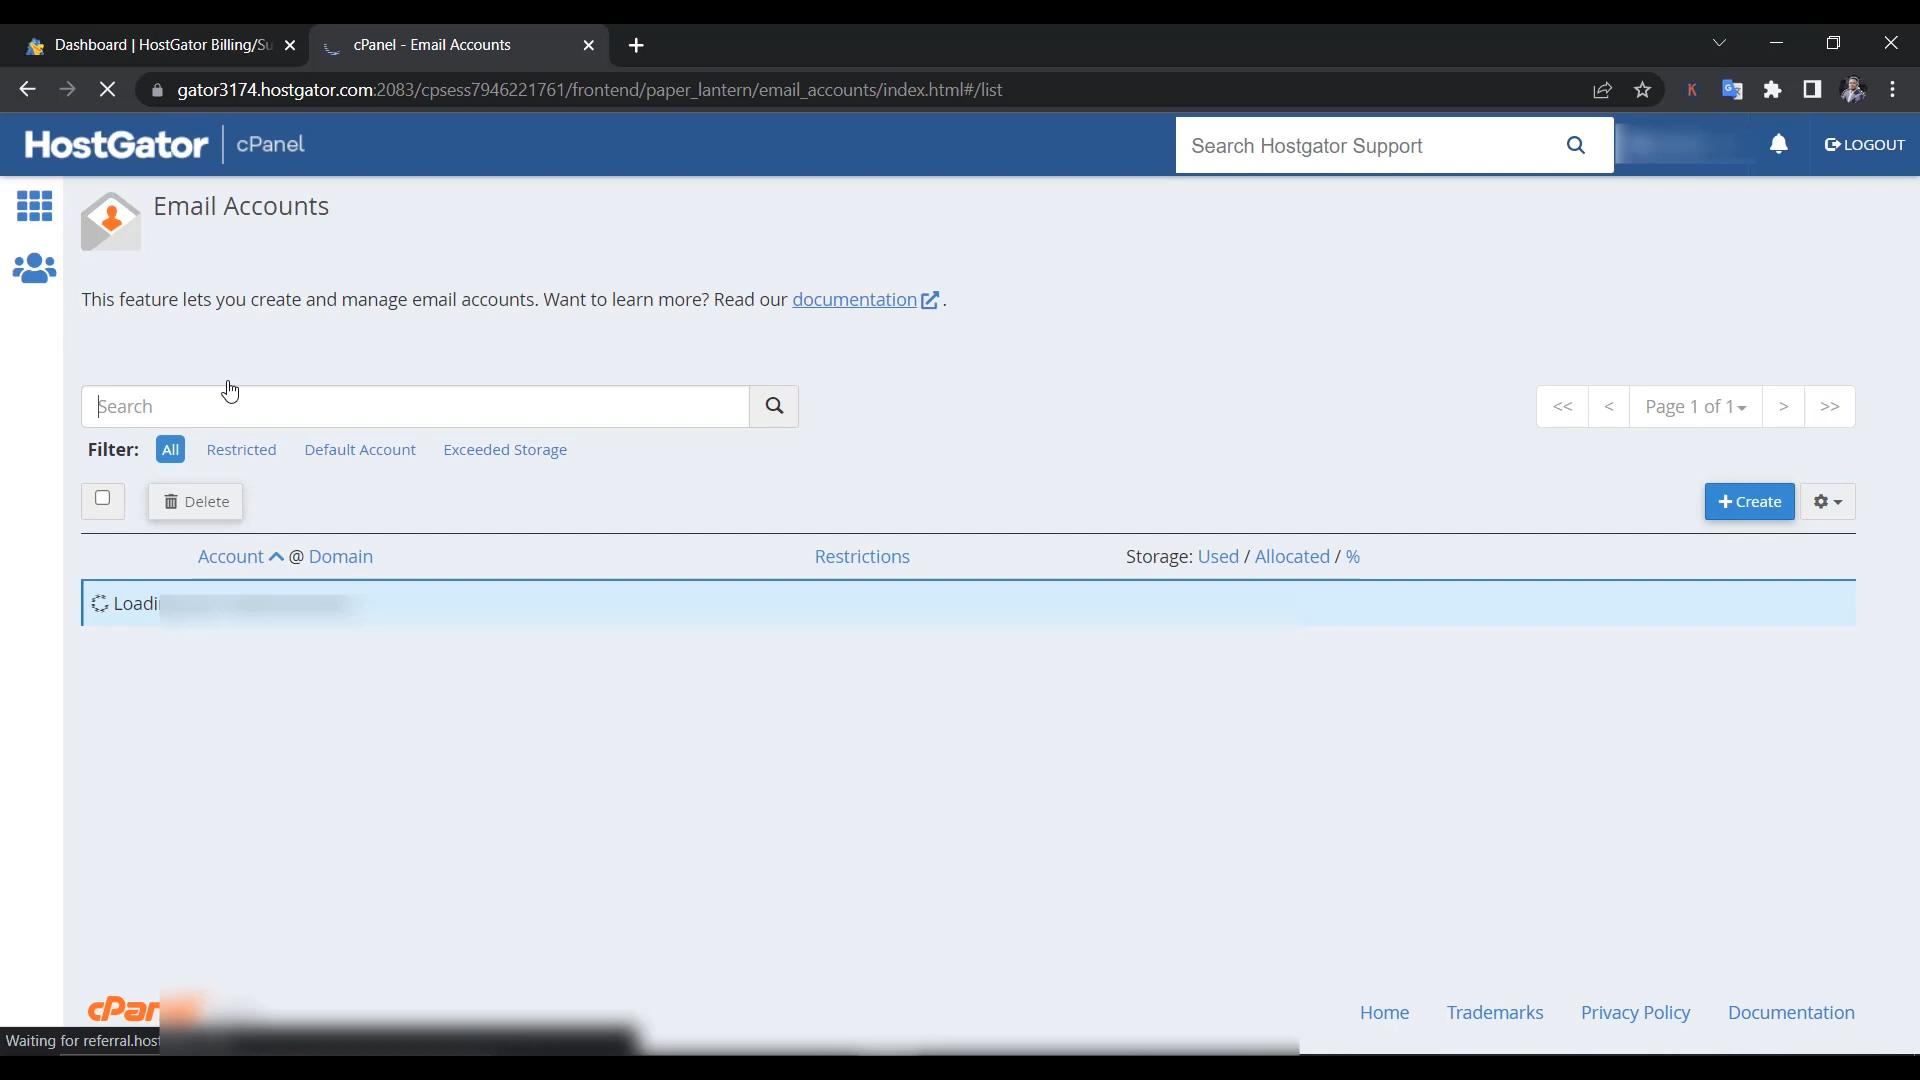 Dashboard | HostGator Billing/Su
cPanel - Email Accounts
gator3174.hostgator.com:2083/cpsess7946221761/frontend/paper_lantern/email_accounts/index.html#/list
K
HostGator cPanel
Search Hostgator Support
LOGOUT
Email Accounts
This feature lets you create and manage email accounts. Want to learn more? Read our documentation .
Search
<< < Page 1 of 1 > >>
Filter: All Restricted Default Account Exceeded Storage
Delete
+ Create
Account @ Domain Restrictions Storage: Used / Allocated / %
Loadi
cPan
Home Trademarks Privacy Policy Documentation
Waiting for referral.host